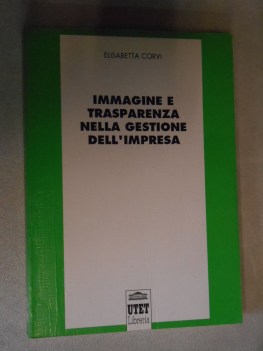 ELISABETTA CORVI
IMMAGINE E
TRASPARENZA
NELLA GESTIONE
DELL'IMPRESA
UTET
Libreria